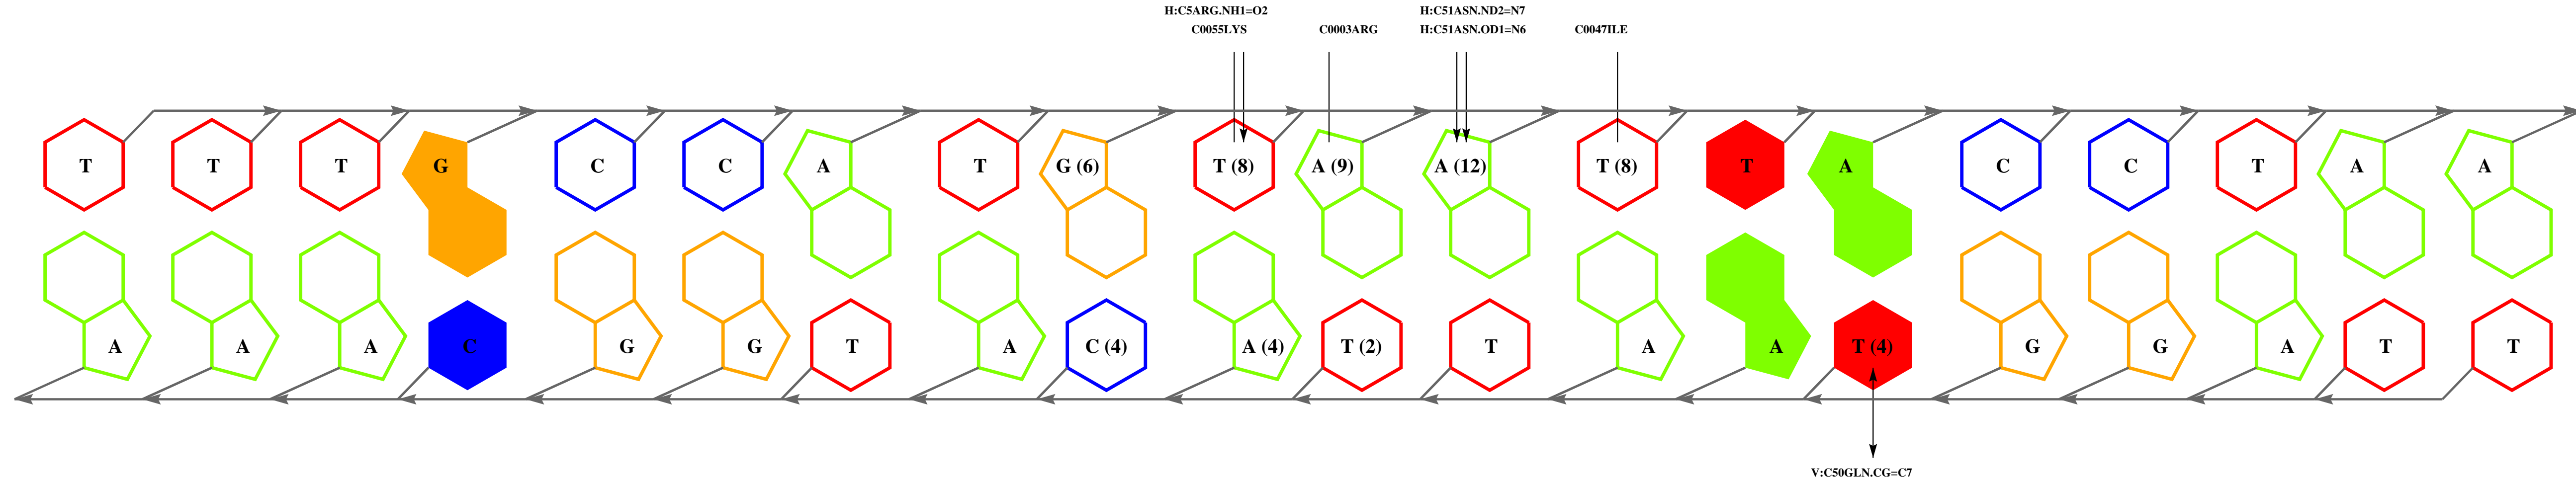 H:C5ARG.NH1=O2 H:C51ASN.ND2=N7
C0055LYS C0003ARG H:C51ASN.OD1=N6 C0047ILE
T T T G C C A T G (6) T (8) A (9) A (12) T (8) T A C C T A A
A A A C G G T A C (4) A (4) T (2) T A A T (4) G G A T T
V:C50GLN.CG=C7